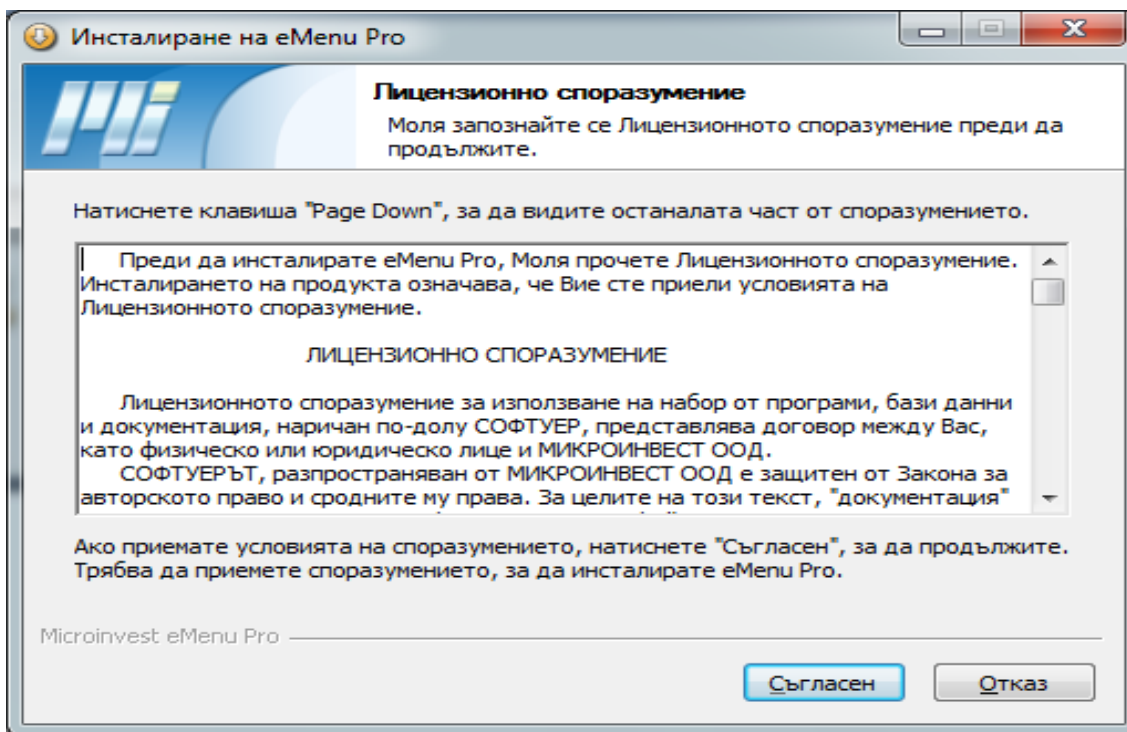 Инсталиране на eMenu Pro
Mi
Лицензионно споразумение
Моля запознайте се Лицензионното споразумение преди да
продължите.
Натиснете клавиша "Page Down", за да видите останалата част от споразумението.
Преди да инсталирате eMenu Pro, Моля прочете Лицензионното споразумение.
Инсталирането на продукта означава, че Вие сте приели условията на
Лицензионното споразумение.
ЛИЦЕНЗИОННО СПОРАЗУМЕНИЕ
Лицензионното споразумение за използване на набор от програми, бази данни
и документация, наричан по-долу СОФТУЕР, представлява договор между Вас,
като физическо или юридическо лице и МИКРОИНВЕСТ ООД.
СОФТУЕРЪТ, разпространяван от МИКРОИНВЕСТ ООД е защитен от Закона за
авторското право и сродните му права. За целите на този текст, "документация"
Ако приемате условията на споразумението, натиснете "Съгласен", за да продължите.
Трябва да приемете споразумението, за да инсталирате eMenu Pro.
Microinvest eMenu Pro
Съгласен
Отказ